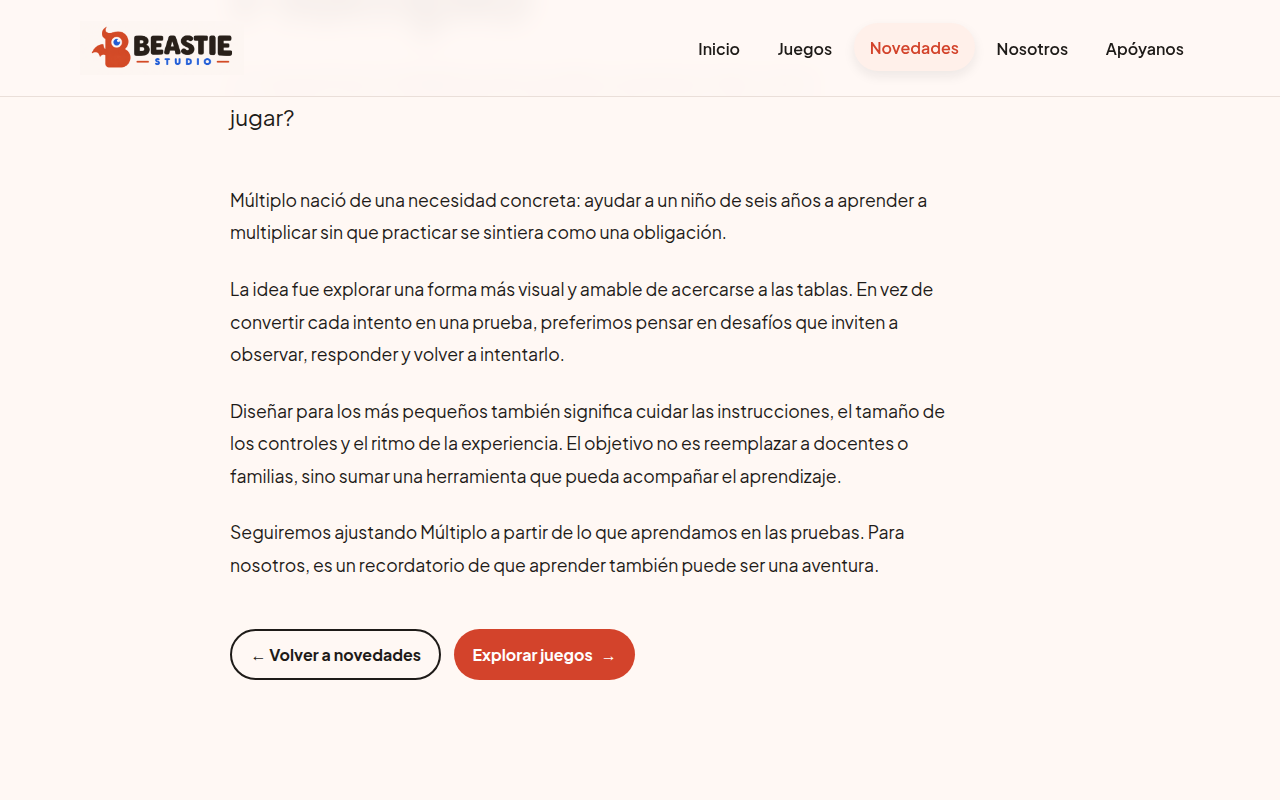 BEASTIE
STUDIO
Inicio
Juegos
Novedades
Nosotros
Apóyanos
jugar?
Múltiplo nació de una necesidad concreta: ayudar a un niño de seis años a aprender a
multiplicar sin que practicar se sintiera como una obligación.
La idea fue explorar una forma más visual y amable de acercarse a las tablas. En vez de
convertir cada intento en una prueba, preferimos pensar en desafíos que inviten a
observar, responder y volver a intentarlo.
Diseñar para los más pequeños también significa cuidar las instrucciones, el tamaño de
los controles y el ritmo de la experiencia. El objetivo no es reemplazar a docentes o
familias, sino sumar una herramienta que pueda acompañar el aprendizaje.
Seguiremos ajustando Múltiplo a partir de lo que aprendamos en las pruebas. Para
nosotros, es un recordatorio de que aprender también puede ser una aventura.
← Volver a novedades
Explorar juegos →